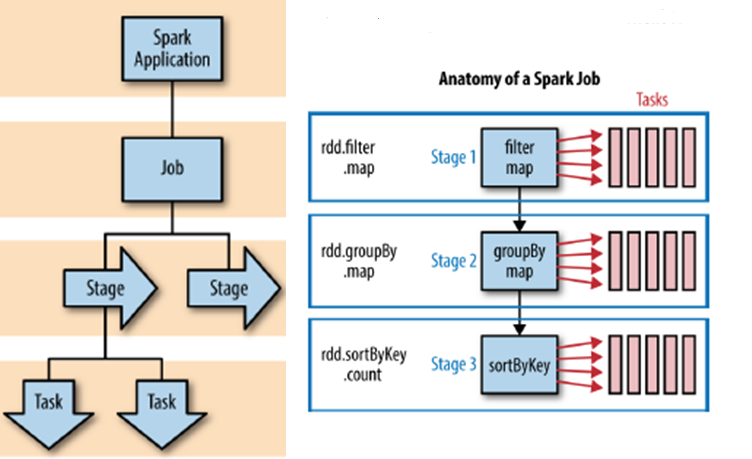 Spark
Application
Job
Stage
Stage
Task
Task
Anatomy of a Spark Job
Tasks
rdd.filter
.map
Stage 1
filter
map
rdd.groupBy
.map
Stage 2
groupBy
map
rdd.sortByKey
.count
Stage 3
sortByKey